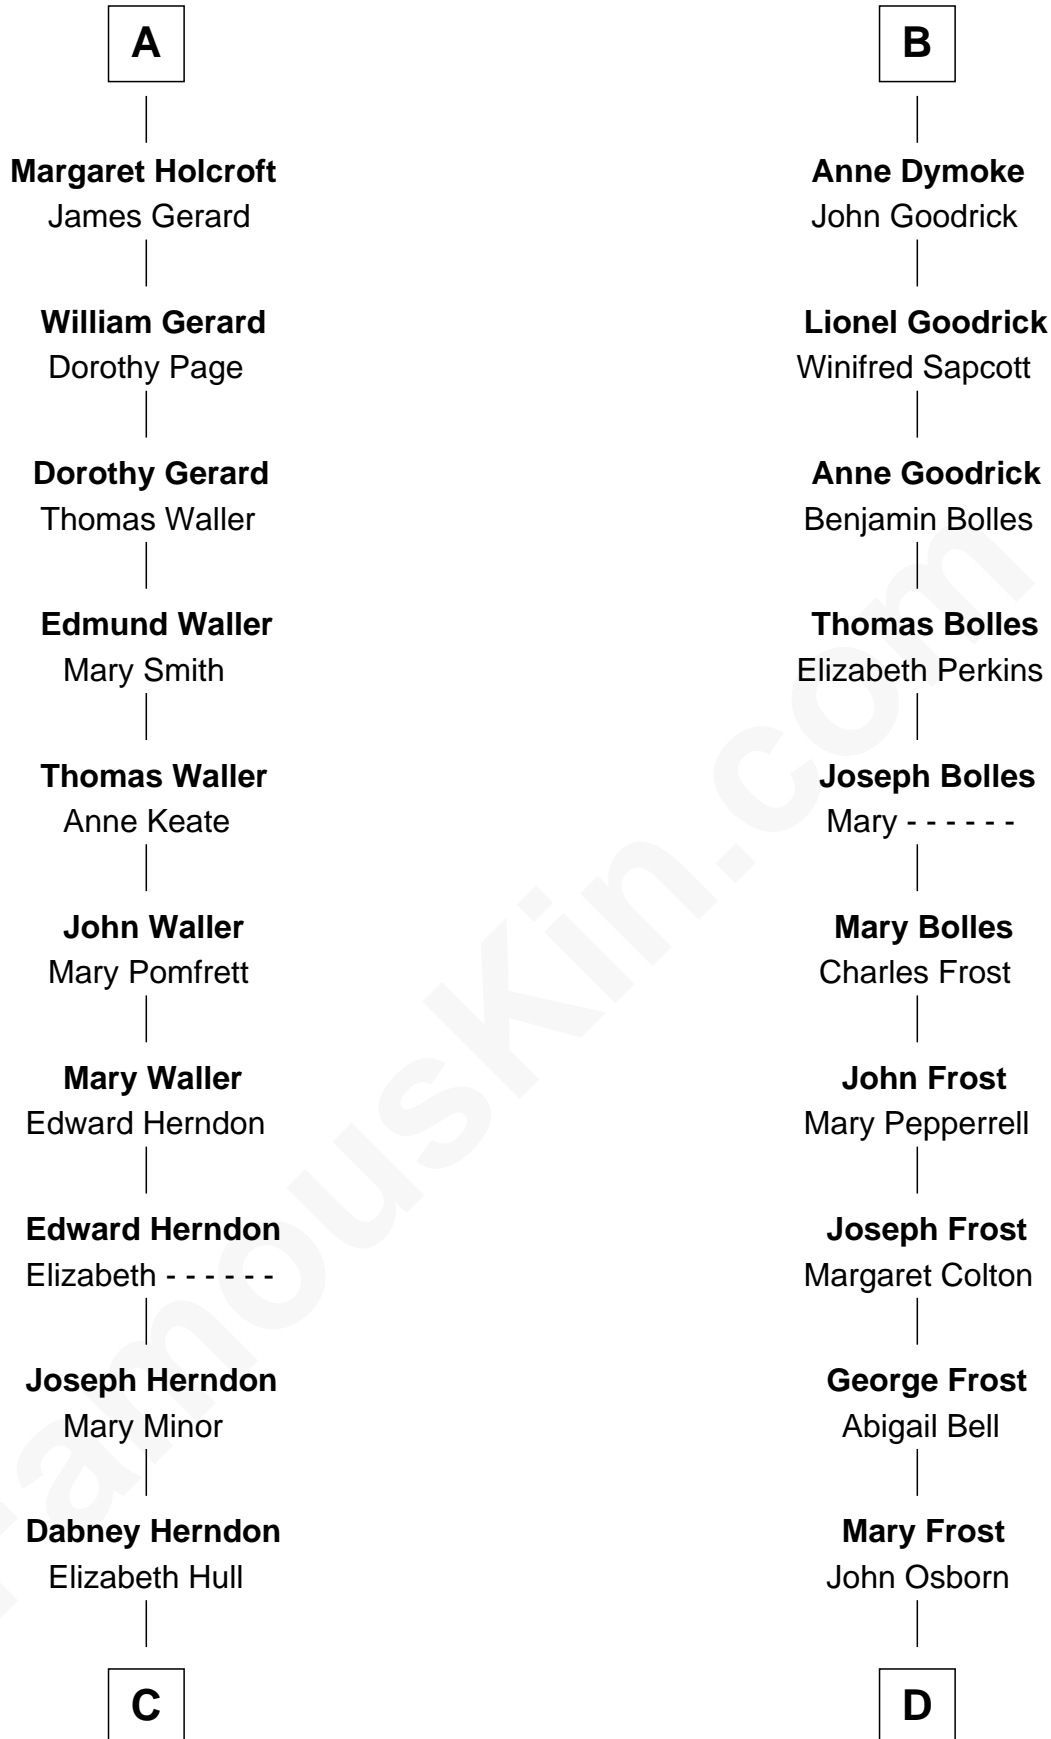 A
Margaret Holcroft
James Gerard
William Gerard
Dorothy Page
Dorothy Gerard
Thomas Waller
Edmund Waller
Mary Smith
Thomas Waller
Anne Keate
John Waller
Mary Pomfrett
Mary Waller
Edward Herndon
Edward Herndon
Elizabeth - - - - - -
Joseph Herndon
Mary Minor
Dabney Herndon
Elizabeth Hull
C
B
Anne Dymoke
John Goodrick
Lionel Goodrick
Winifred Sapcott
Anne Goodrick
Benjamin Bolles
Thomas Bolles
Elizabeth Perkins
Joseph Bolles
Mary - - - - - -
Mary Bolles
Charles Frost
John Frost
Mary Pepperrell
Joseph Frost
Margaret Colton
George Frost
Abigail Bell
Mary Frost
John Osborn
D
FamousKin.com